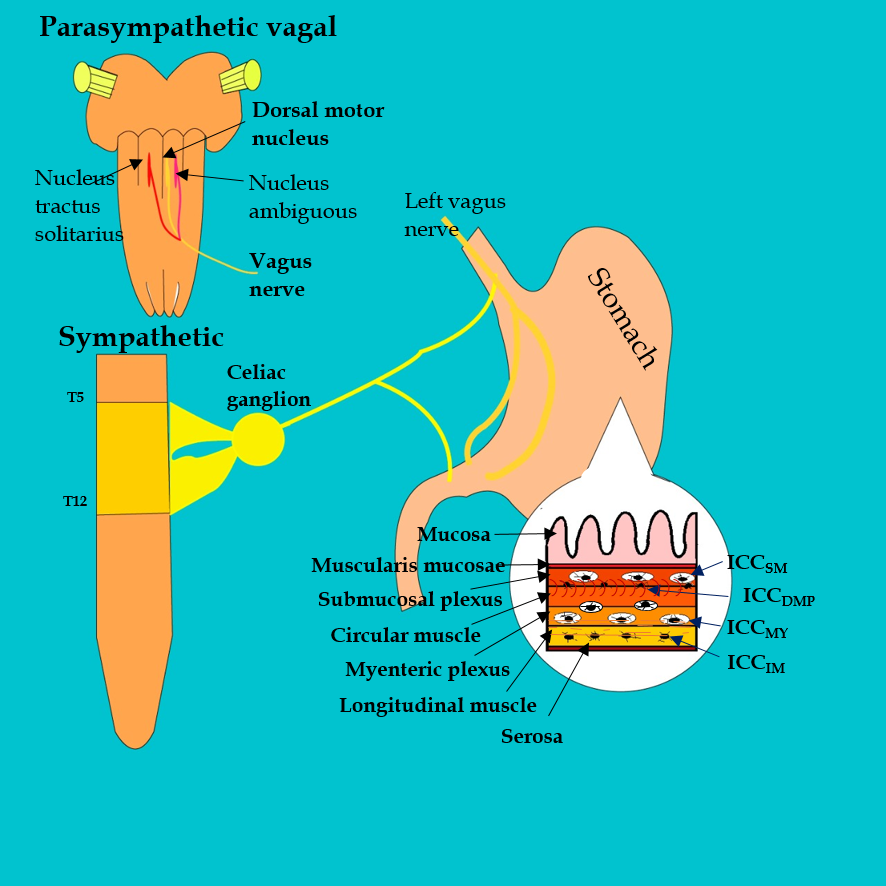 Parasympathetic vagal
Dorsal motor
nucleus
Nucleus
tractus
solitarius
Nucleus
ambiguous
Vagus
nerve
Left vagus
nerve
Stomach
Sympathetic
T5
T12
Celiac
ganglion
Mucosa
Muscularis mucosae
Submucosal plexus
Circular muscle
Myenteric plexus
Longitudinal muscle
Serosa
ICCSM
ICCDMP
ICCMY
ICCIM